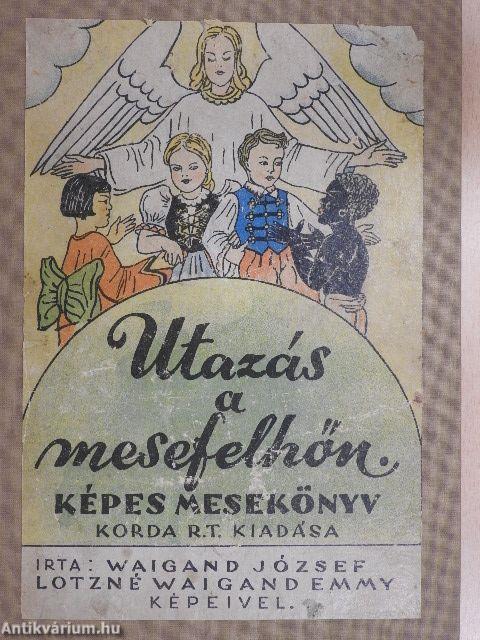 Utazás
a
mesefelhőn.
KÉPES MESEKÖNYV
KORDA R.T. KIADÁSA
IRTA: WAIGAND JÓZSEF
LOTZNÉ WAIGAND EMMY
KÉPEIVEL.
Antikvárium.hu